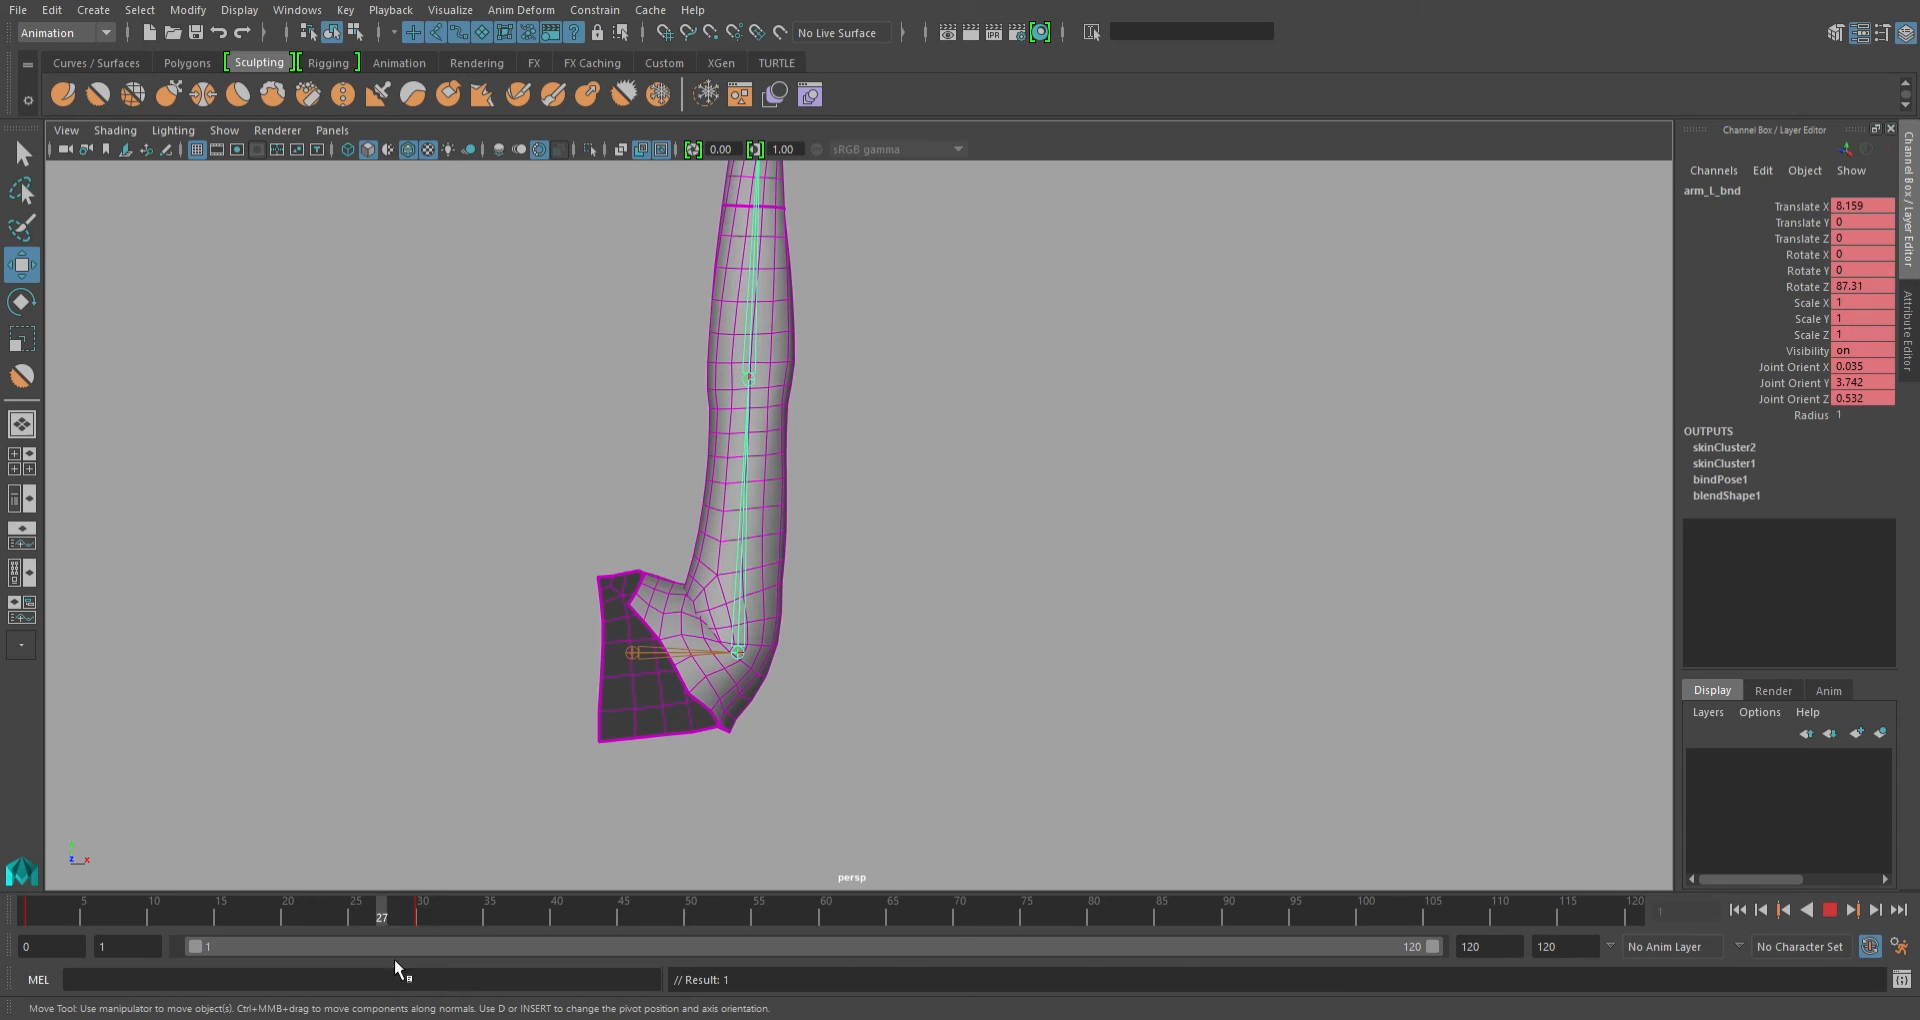 File Edit Create Select Modify Display Windows Key Playback Visualize Anim Deform Constrain Cache Help
Animation No Live Surface IPR
Curves / Surfaces Polygons Sculpting Rigging Animation Rendering FX FX Caching Custom XGen TURTLE
View Shading Lighting Show Renderer Panels
0.00 1.00 sRGB gamma
Channel Box / Layer Editor
Channels Edit Object Show
arm_L_bnd
Translate X 8.159
Translate Y 0
Translate Z 0
Rotate X 0
Rotate Y 0
Rotate Z 87.31
Scale X 1
Scale Y 1
Scale Z 1
Visibility on
Joint Orient X 0.035
Joint Orient Y 3.742
Joint Orient Z 0.532
Radius 1
OUTPUTS
skinCluster2
skinCluster1
bindPose1
blendShape1
Channel Box / Layer Editor
Attribute Editor
Display Render Anim
Layers Options Help
z x
persp
5 10 15 20 25 30 35 40 45 50 55 60 65 70 75 80 85 90 95 100 105 110 115 120
27
1
0 1 1 120 120 120 No Anim Layer No Character Set
MEL // Result: 1
Move Tool: Use manipulator to move object(s). Ctrl+MMB+drag to move components along normals. Use D or INSERT to change the pivot position and axis orientation.